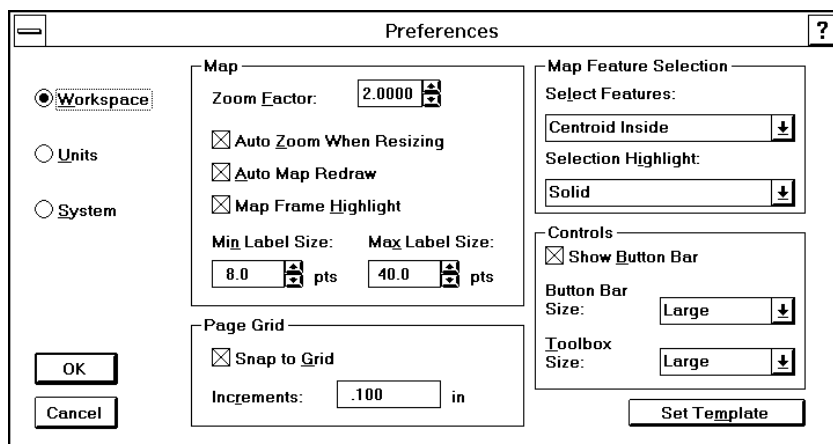 Preferences
?
Workspace
Units
System
OK
Cancel
Map
Zoom Factor: 2.0000
Auto Zoom When Resizing
Auto Map Redraw
Map Frame Highlight
Min Label Size: Max Label Size:
8.0 pts 40.0 pts
Page Grid
Snap to Grid
Increments: .100 in
Map Feature Selection
Select Features:
Centroid Inside
Selection Highlight:
Solid
Controls
Show Button Bar
Button Bar
Size: Large
Toolbox
Size: Large
Set Template